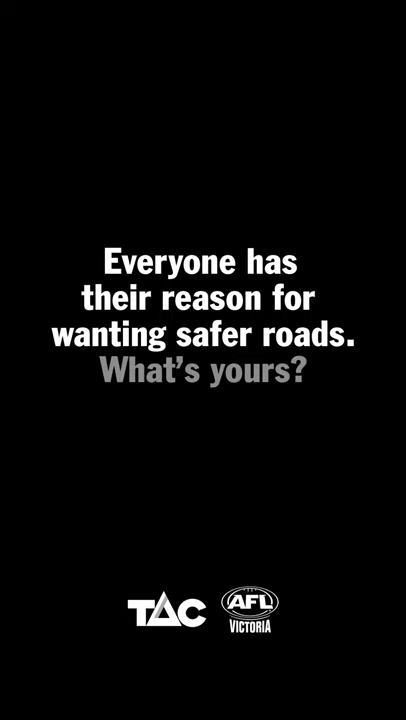 Everyone has
their reason for
wanting safer roads.
What's yours?
TAC
AFL
VICTORIA